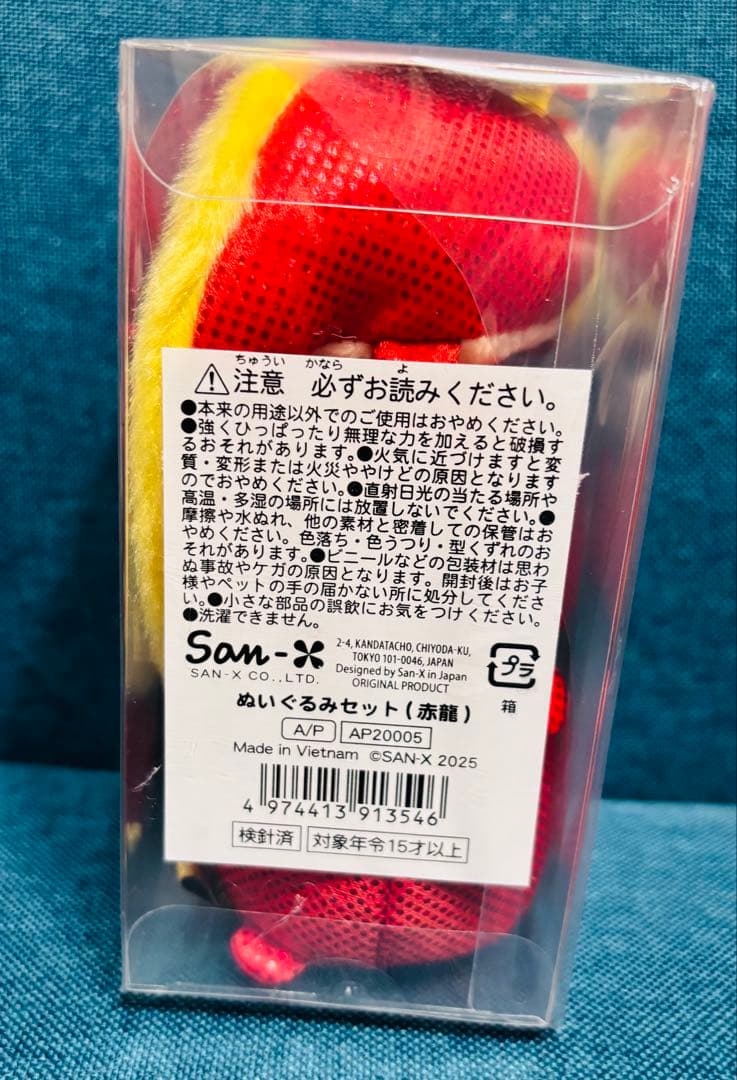 ちゅうい かなら よ
⚠注意 必ずお読みください。
●本来の用途以外でのご使用はおやめください。
●強くひっぱったり無理な力を加えると破損す
るおそれがあります。●火気に近づけますと変
質・変形または火災ややけどの原因となります
のでおやめください。●直射日光の当たる場所や
高温・多湿の場所には放置しないでください。●
摩擦や水ぬれ、他の素材と密着しての保管はお
やめください。色落ち・色うつり・型くずれのお
それがあります。●ビニールなどの包装材は思わ
ぬ事故やケガの原因となります。開封後はお子
様やペットの手の届かない所に処分してくださ
い。●小さな部品の誤飲にお気をつけください。
●洗濯できません。
San-X
SAN-X CO.,LTD.
2-4, KANDATACHO, CHIYODA-KU,
TOKYO 101-0046, JAPAN
Designed by San-X in Japan
ORIGINAL PRODUCT
プラ
箱
ぬいぐるみセット(赤龍)
A/P AP20005
Made in Vietnam ©SAN-X 2025
4 974413 913546
検針済 対象年令15才以上